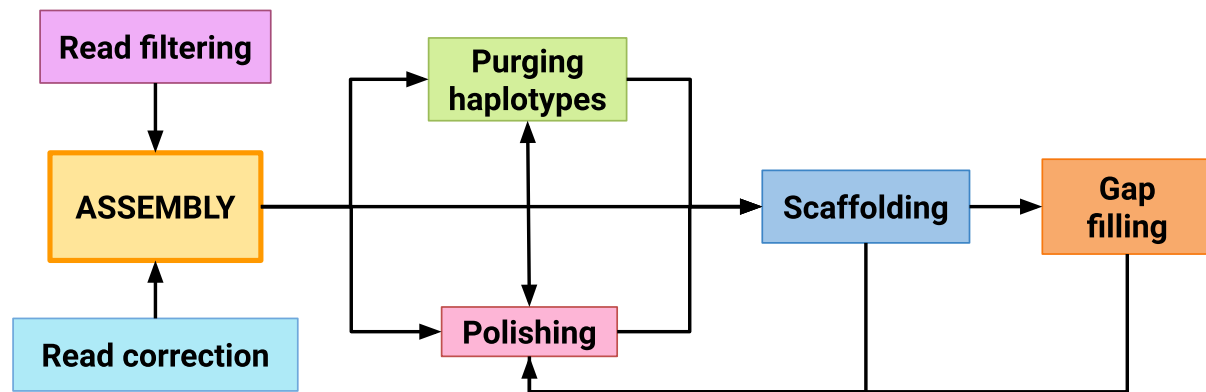 Read filtering
Purging
haplotypes
ASSEMBLY
Scaffolding
Gap
filling
Polishing
Read correction